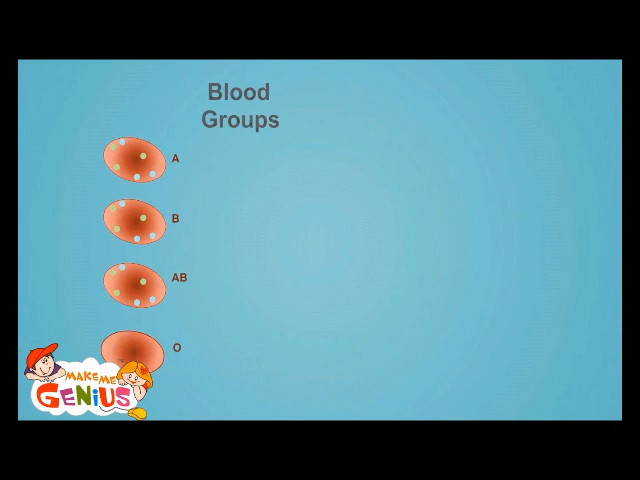 Blood
Groups
A
B
AB
O
MAKE ME
GENiUS